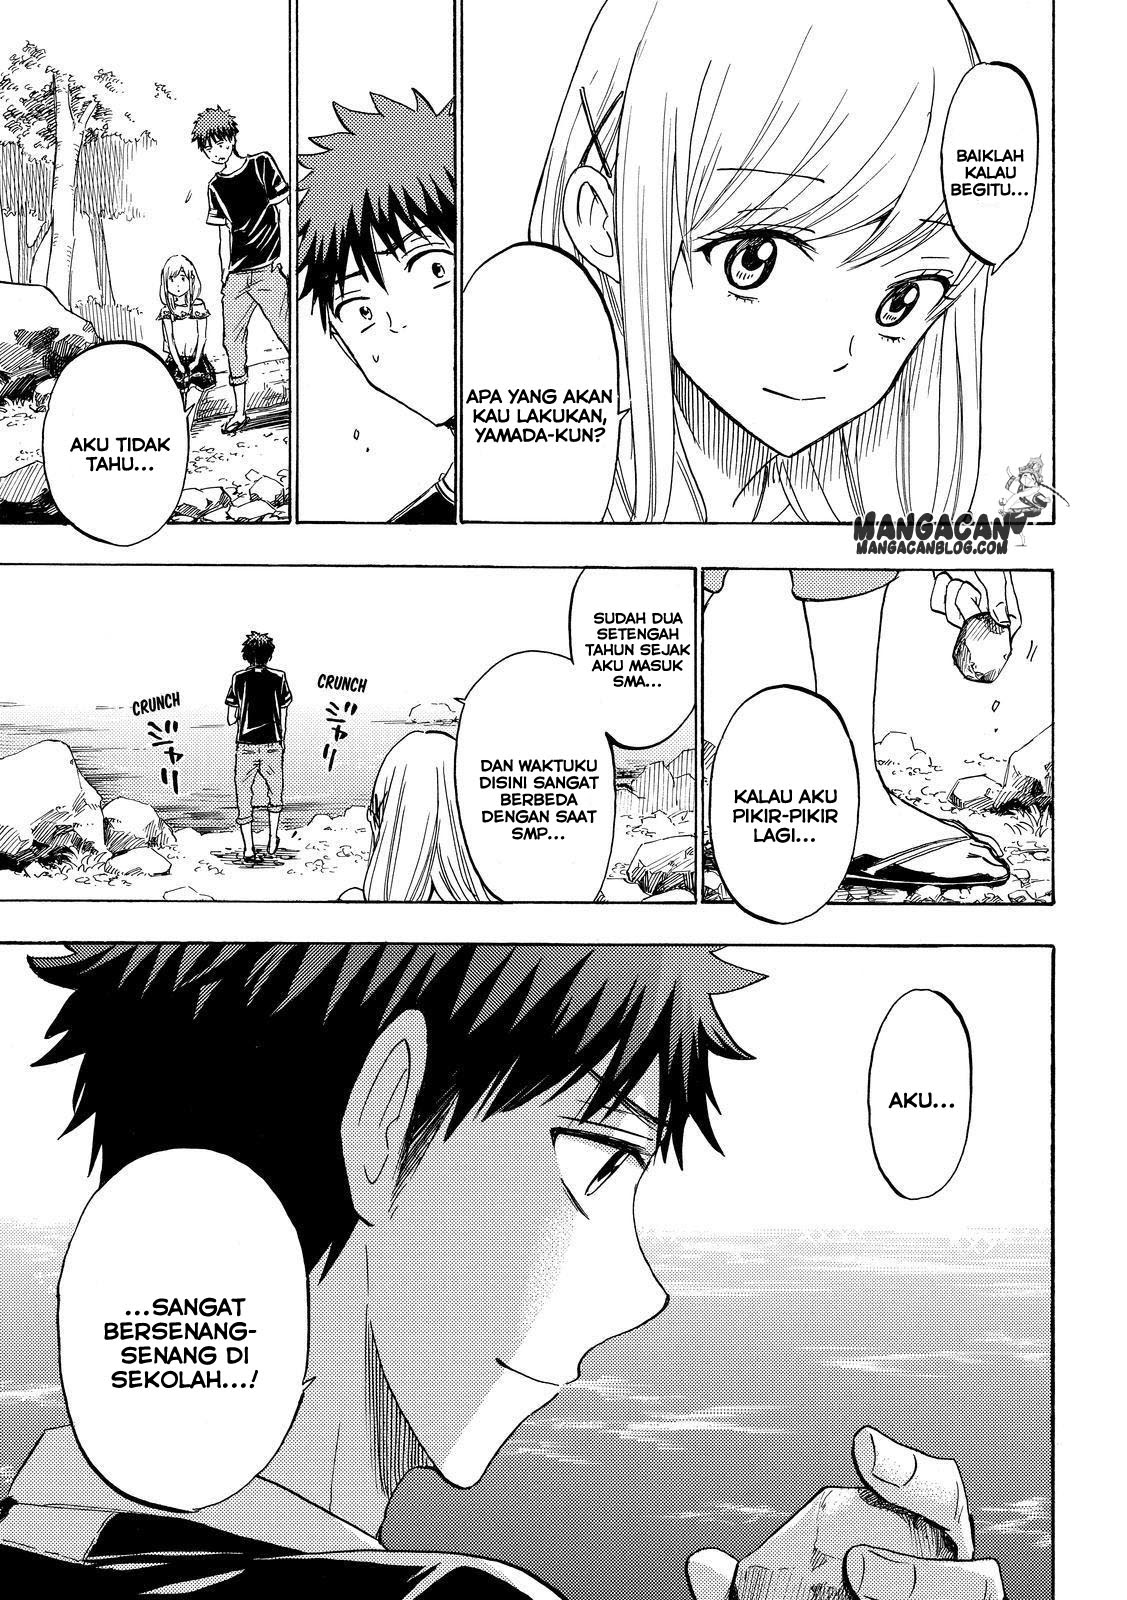 BAIKLAH
KALAU
BEGITU...
APA YANG AKAN
KAU LAKUKAN,
YAMADA-KUN?
AKU TIDAK
TAHU...
MANGACAN
MANGACANBLOG.COM
KALAU AKU
PIKIR-PIKIR
LAGI...
SUDAH DUA
SETENGAH
TAHUN SEJAK
AKU MASUK
SMA...
DAN WAKTUKU
DISINI SANGAT
BERBEDA
DENGAN SAAT
SMP...
CRUNCH
ジャリ
CRUNCH
ジャリ
AKU...
...SANGAT
BERSENANG-
SENANG DI
SEKOLAH...!